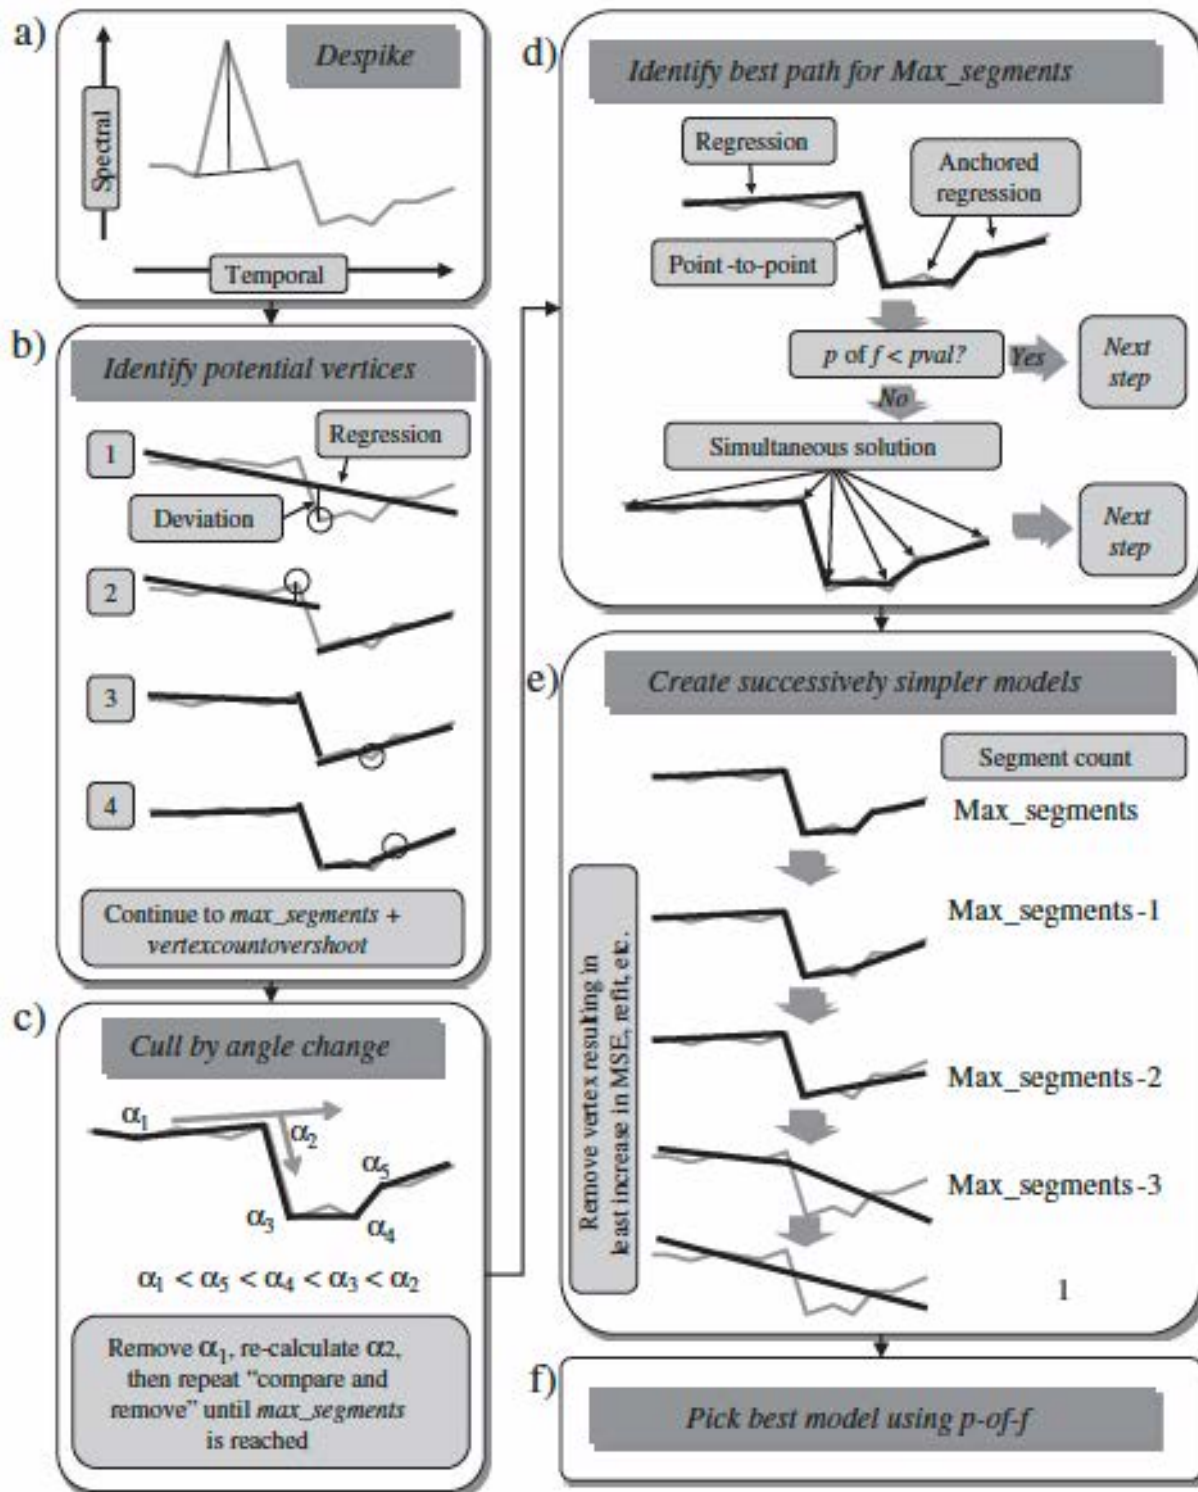 a)
Despike
Spectral
Temporal
b)
Identify potential vertices
1
Regression
Deviation
2
3
4
Continue to max_segments +
vertexcountovershoot
c)
Cull by angle change
α1
α2
α5
α3
α4
α1 < α5 < α4 < α3 < α2
Remove α1, re-calculate α2,
then repeat “compare and
remove” until max_segments
is reached
d)
Identify best path for Max_segments
Regression
Anchored
regression
Point-to-point
p of f < pval?
Yes
Next
step
No
Simultaneous solution
Next
step
e)
Create successively simpler models
Segment count
Max_segments
Max_segments-1
Max_segments-2
Max_segments-3
1
Remove vertex resulting in
least increase in MSE, refit, etc.
f)
Pick best model using p-of-f